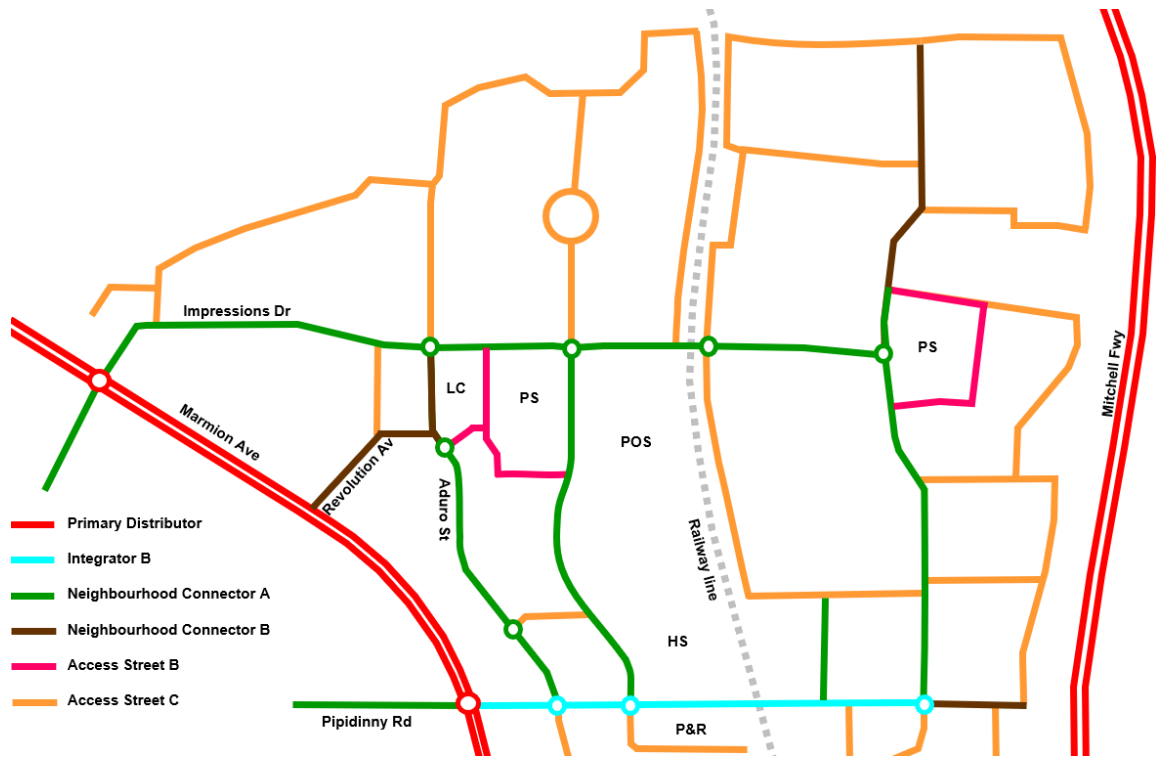 Impressions Dr
LC
PS
PS
Mitchell Fwy
Marmion Ave
Revolution Av
POS
Aduro St
Railway line
Primary Distributor
Integrator B
Neighbourhood Connector A
Neighbourhood Connector B
Access Street B
Access Street C
HS
Pipidinny Rd
P&R